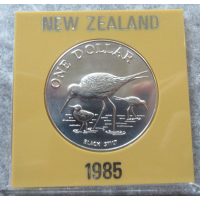 NEW ZEALAND
ONE DOLLAR
BLACK STILT
1985